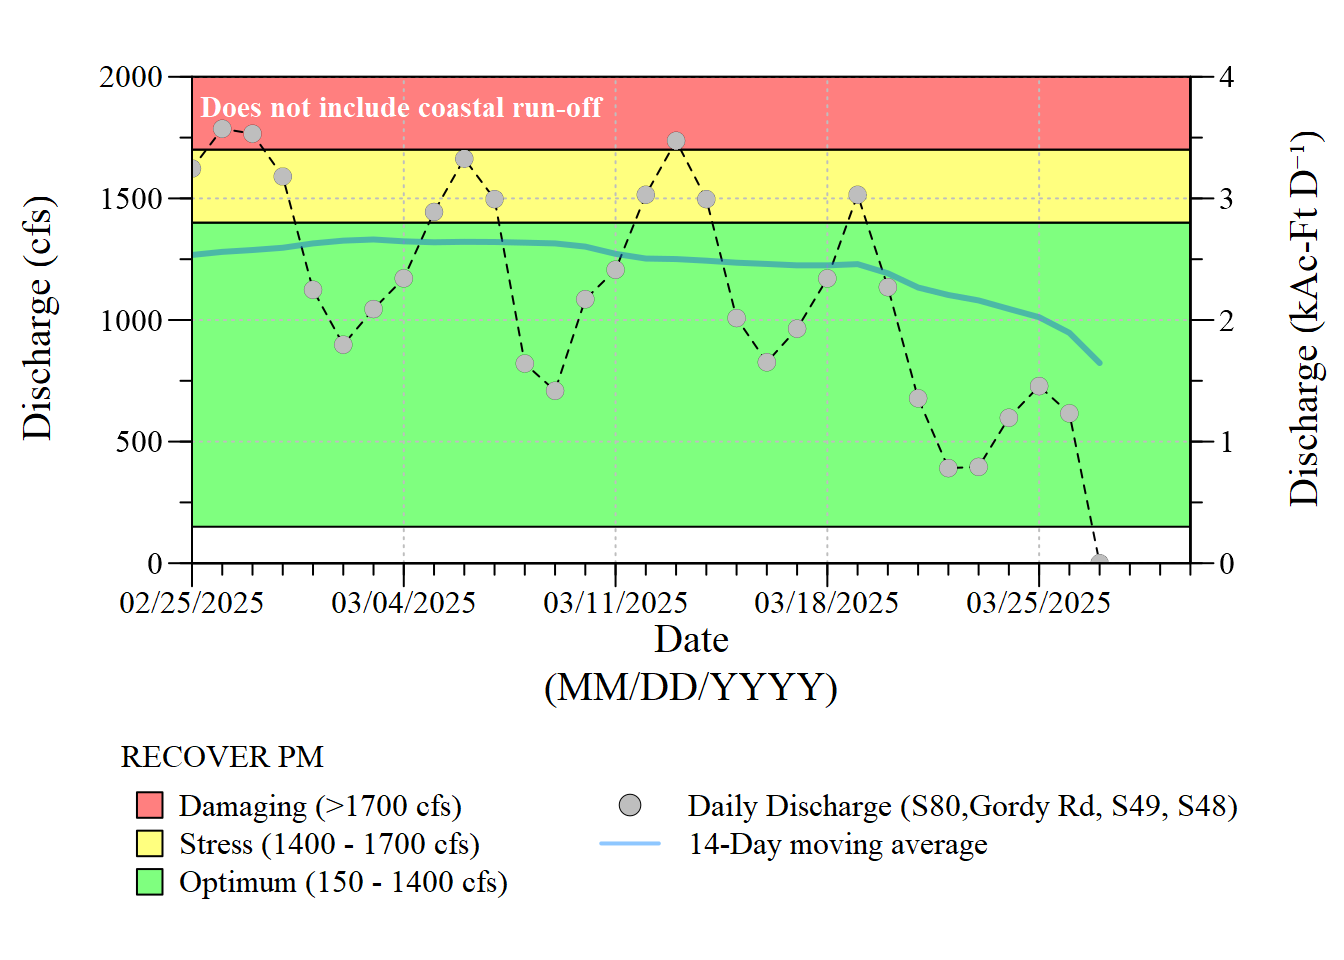 Does not include coastal run-off
2000
1500
1000
500
0
Discharge (cfs)
4
3
2
1
0
Discharge (kAc-Ft D⁻¹)
02/25/2025 03/04/2025 03/11/2025 03/18/2025 03/25/2025
Date
(MM/DD/YYYY)
RECOVER PM
Damaging (>1700 cfs)
Stress (1400 - 1700 cfs)
Optimum (150 - 1400 cfs)
Daily Discharge (S80,Gordy Rd, S49, S48)
14-Day moving average